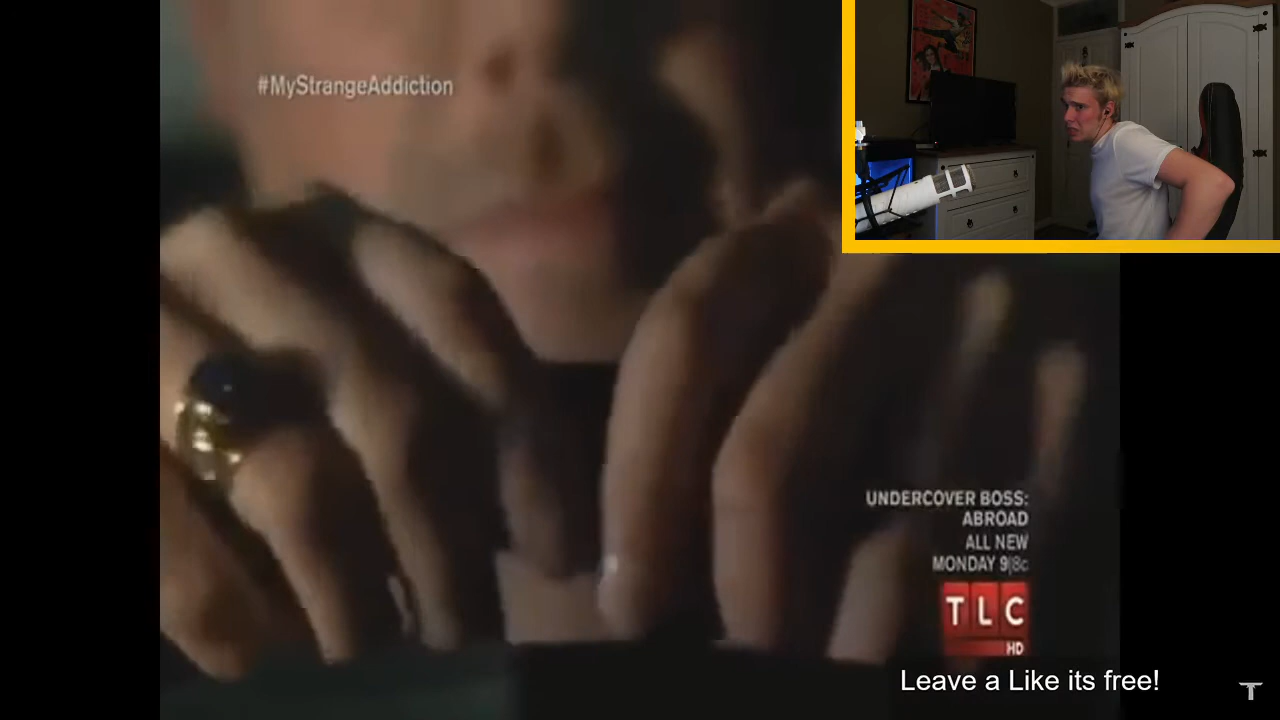 #MyStrangeAddiction
UNDERCOVER BOSS:
ABROAD
ALL NEW
MONDAY 9|8c
TLC
HD
Leave a Like its free!
T